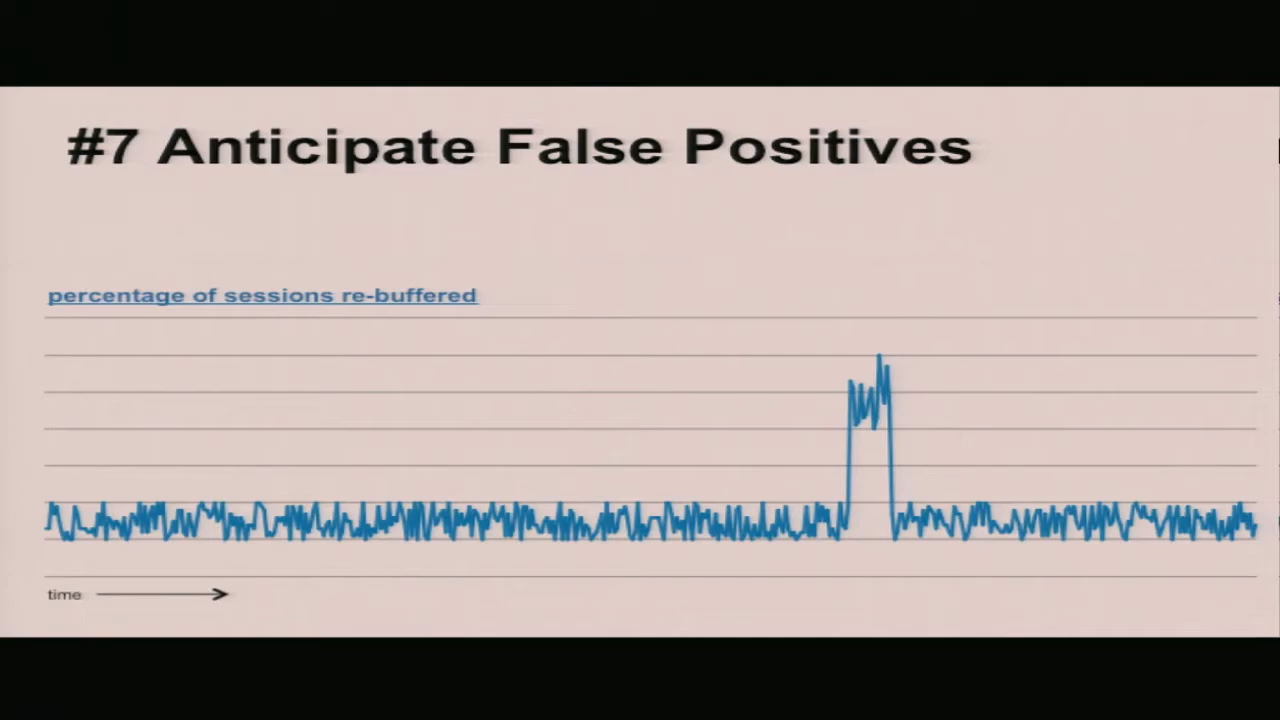 #7 Anticipate False Positives
percentage of sessions re-buffered
time